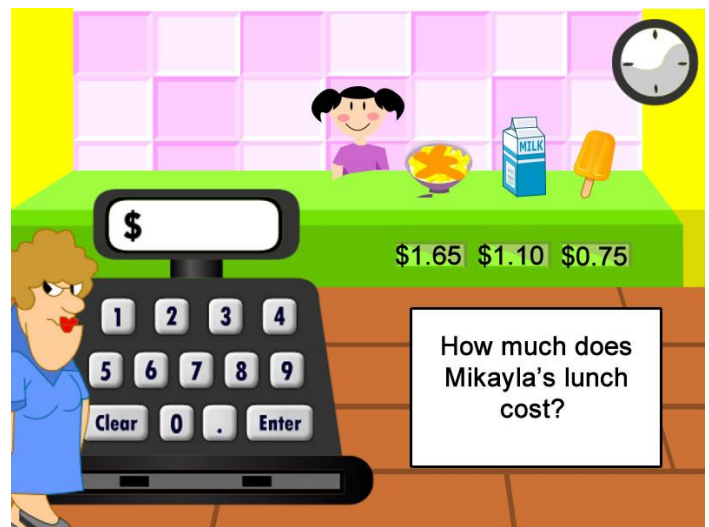 MILK
$
$1.65 $1.10 $0.75
1 2 3 4
5 6 7 8 9
Clear 0 . Enter
How much does
Mikayla's lunch
cost?